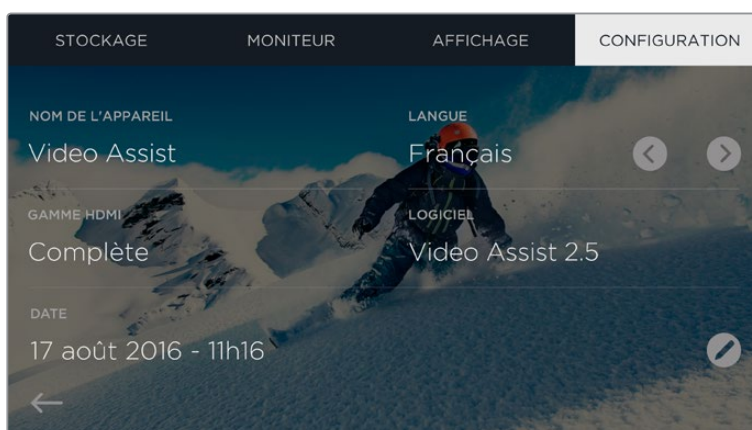 STOCKAGE
MONITEUR
AFFICHAGE
CONFIGURATION
NOM DE L'APPAREIL
Video Assist
LANGUE
Français
GAMME HDMI
Complète
LOGICIEL
Video Assist 2.5
DATE
17 août 2016 - 11h16